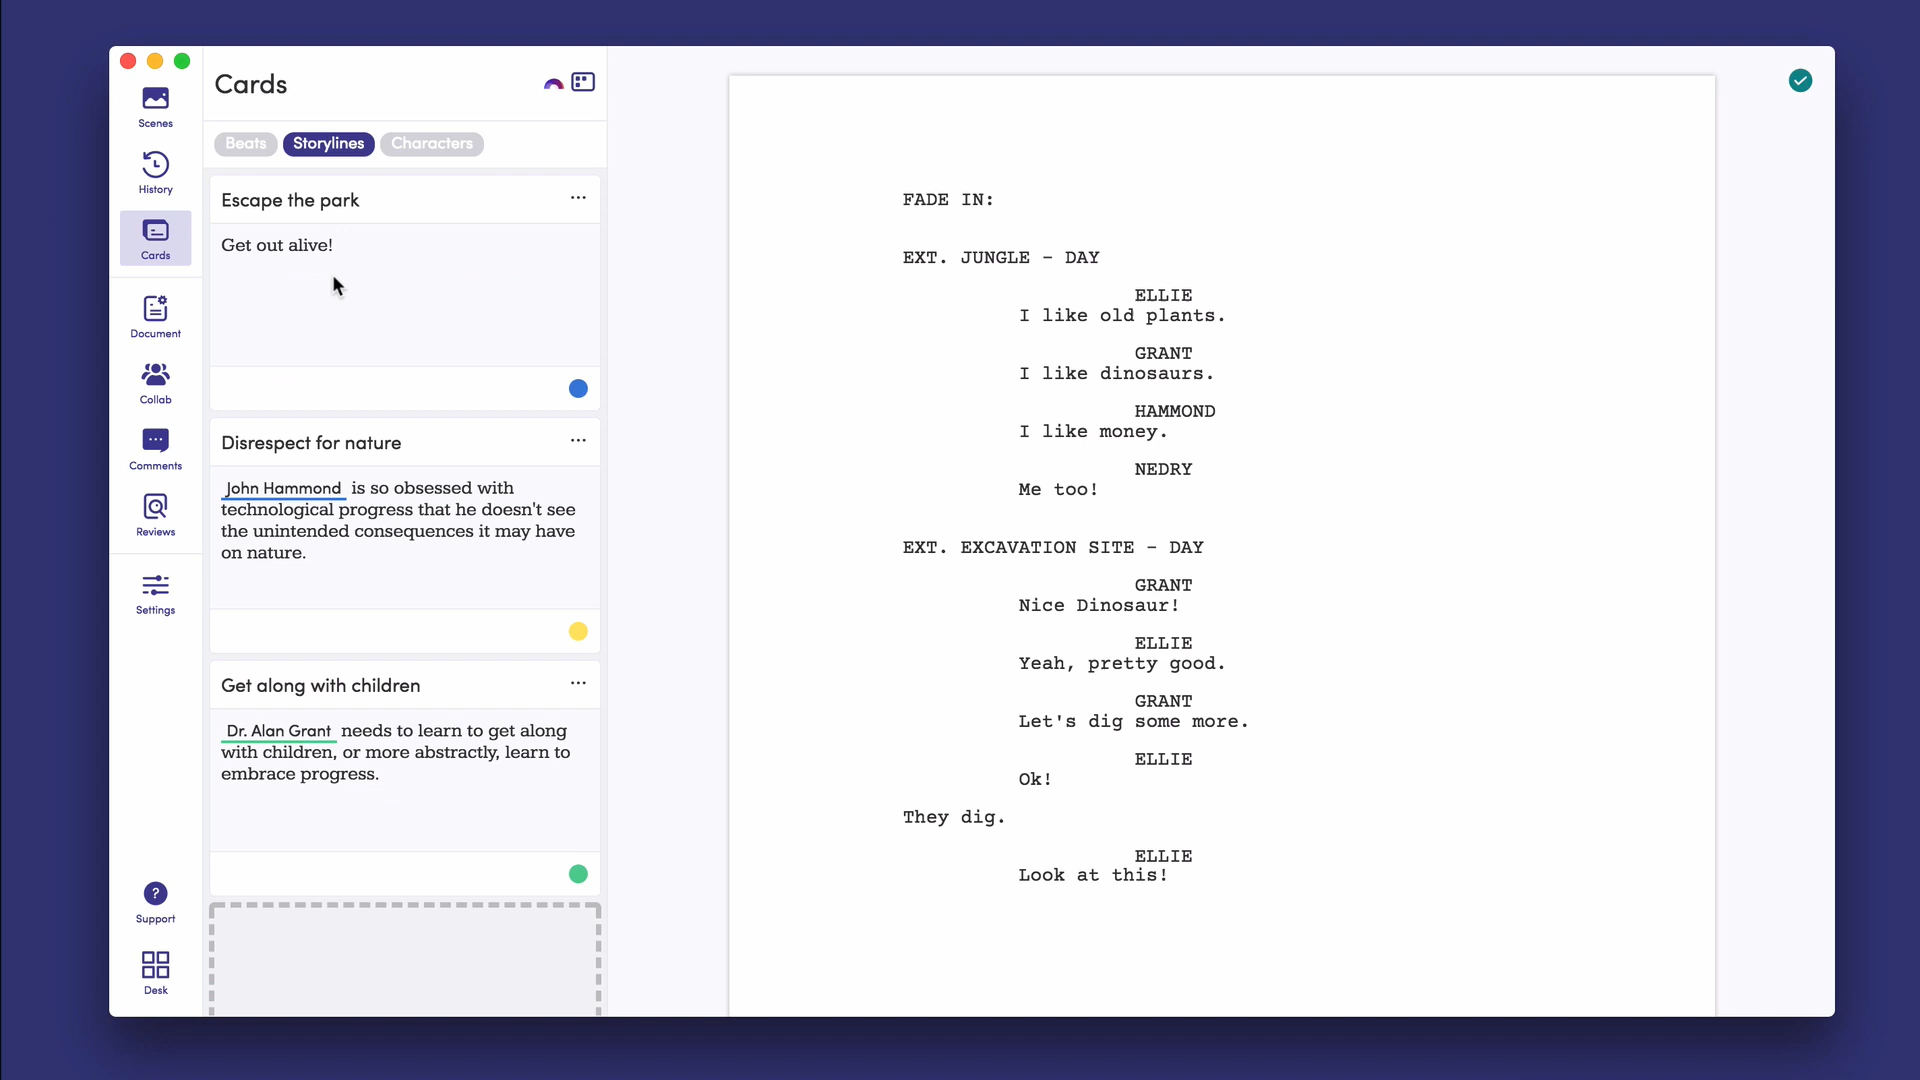 Cards
Beats Storylines Characters
Scenes
History
Cards
Document
Collab
Comments
Reviews
Settings
Support
Desk
Escape the park
Get out alive!
Disrespect for nature
John Hammond is so obsessed with
technological progress that he doesn't see
the unintended consequences it may have
on nature.
Get along with children
Dr. Alan Grant needs to learn to get along
with children, or more abstractly, learn to
embrace progress.
FADE IN:
EXT. JUNGLE - DAY
ELLIE
I like old plants.
GRANT
I like dinosaurs.
HAMMOND
I like money.
NEDRY
Me too!
EXT. EXCAVATION SITE - DAY
GRANT
Nice Dinosaur!
ELLIE
Yeah, pretty good.
GRANT
Let's dig some more.
ELLIE
Ok!
They dig.
ELLIE
Look at this!